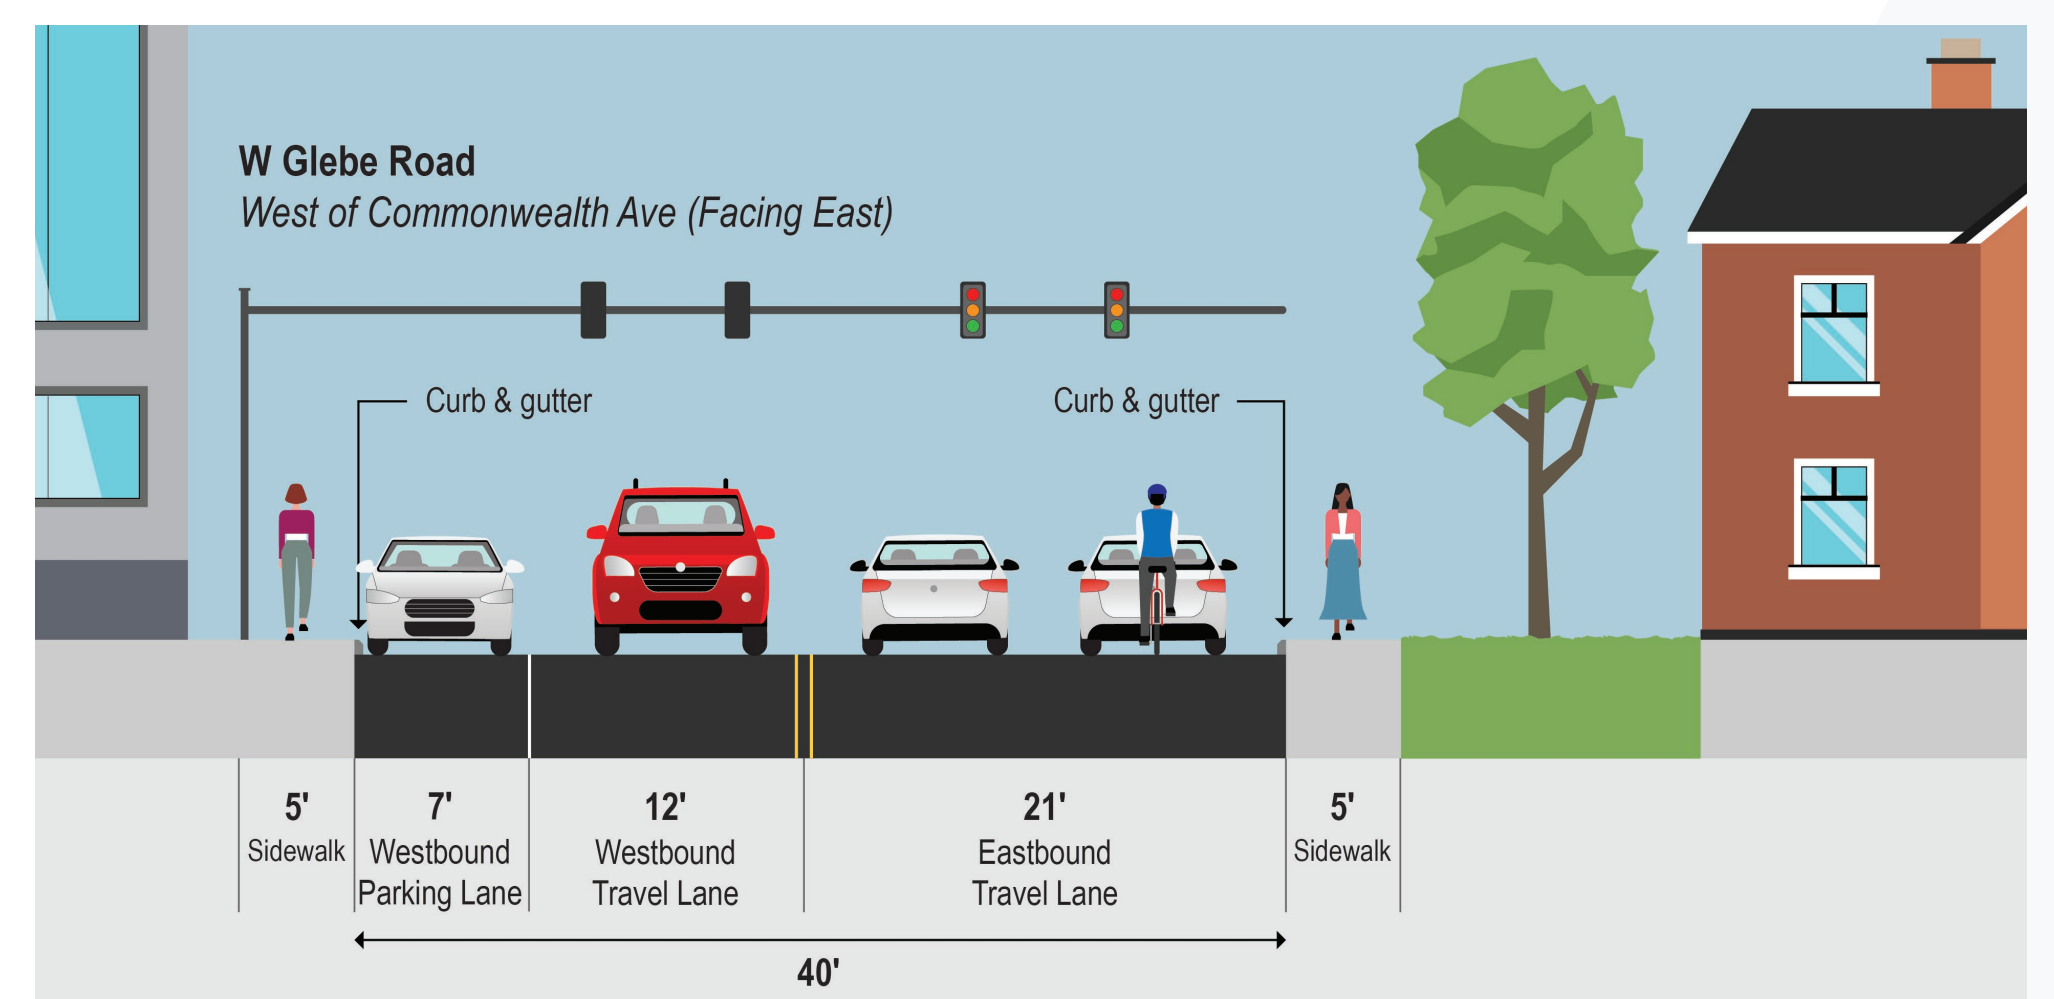 W Glebe Road
West of Commonwealth Ave (Facing East)
Curb & gutter
Curb & gutter
5'
Sidewalk
7'
Westbound
Parking Lane
12'
Westbound
Travel Lane
21'
Eastbound
Travel Lane
5'
Sidewalk
40'